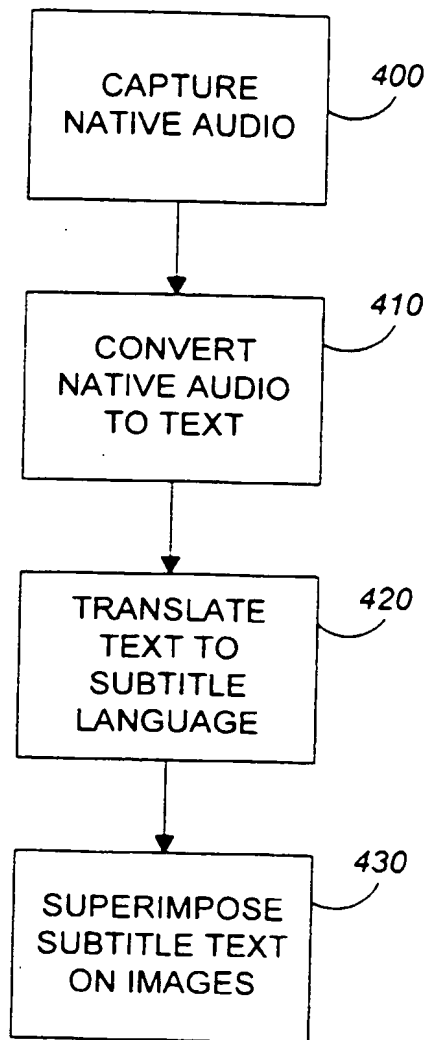 CAPTURE
NATIVE AUDIO
400
CONVERT
NATIVE AUDIO
TO TEXT
410
TRANSLATE
TEXT TO
SUBTITLE
LANGUAGE
420
SUPERIMPOSE
SUBTITLE TEXT
ON IMAGES
430